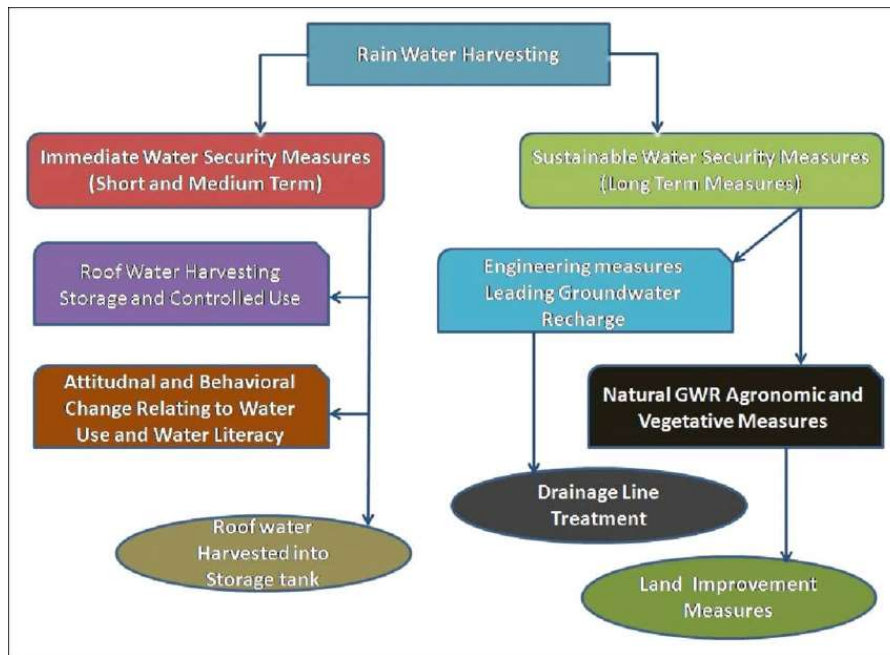 Rain Water Harvesting
Immediate Water Security Measures
(Short and Medium Term)
Sustainable Water Security Measures
(Long Term Measures)
Roof Water Harvesting
Storage and Controlled Use
Engineering measures
Leading Groundwater
Recharge
Attitudnal and Behavioral
Change Relating to Water
Use and Water Literacy
Natural GWR Agronomic and
Vegetative Measures
Drainage Line
Treatment
Roof water
Harvested into
Storage tank
Land Improvement
Measures